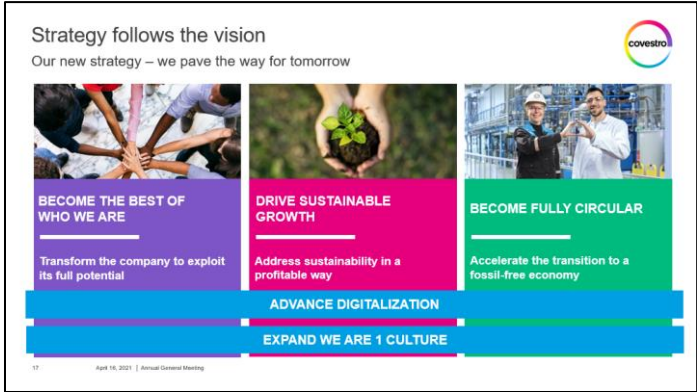 Strategy follows the vision
Our new strategy – we pave the way for tomorrow
covestro
BECOME THE BEST OF
WHO WE ARE
Transform the company to exploit
its full potential
DRIVE SUSTAINABLE
GROWTH
Address sustainability in a
profitable way
BECOME FULLY CIRCULAR
Accelerate the transition to a
fossil-free economy
ADVANCE DIGITALIZATION
EXPAND WE ARE 1 CULTURE
17 April 16, 2021 | Annual General Meeting